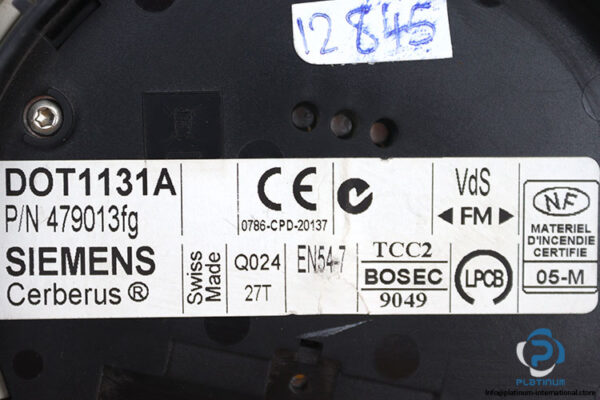 12845
DOT1131A
P/N 479013fg
SIEMENS
Cerberus ®
Swiss
Made
CE
0786-CPD-20137
Q024
27T
EN54-7
TCC2
BOSEC
9049
VdS
FM
LPCB
NF
MATERIEL
D'INCENDIE
CERTIFIE
05-M
PLATINUM
Info@platinum-international.com